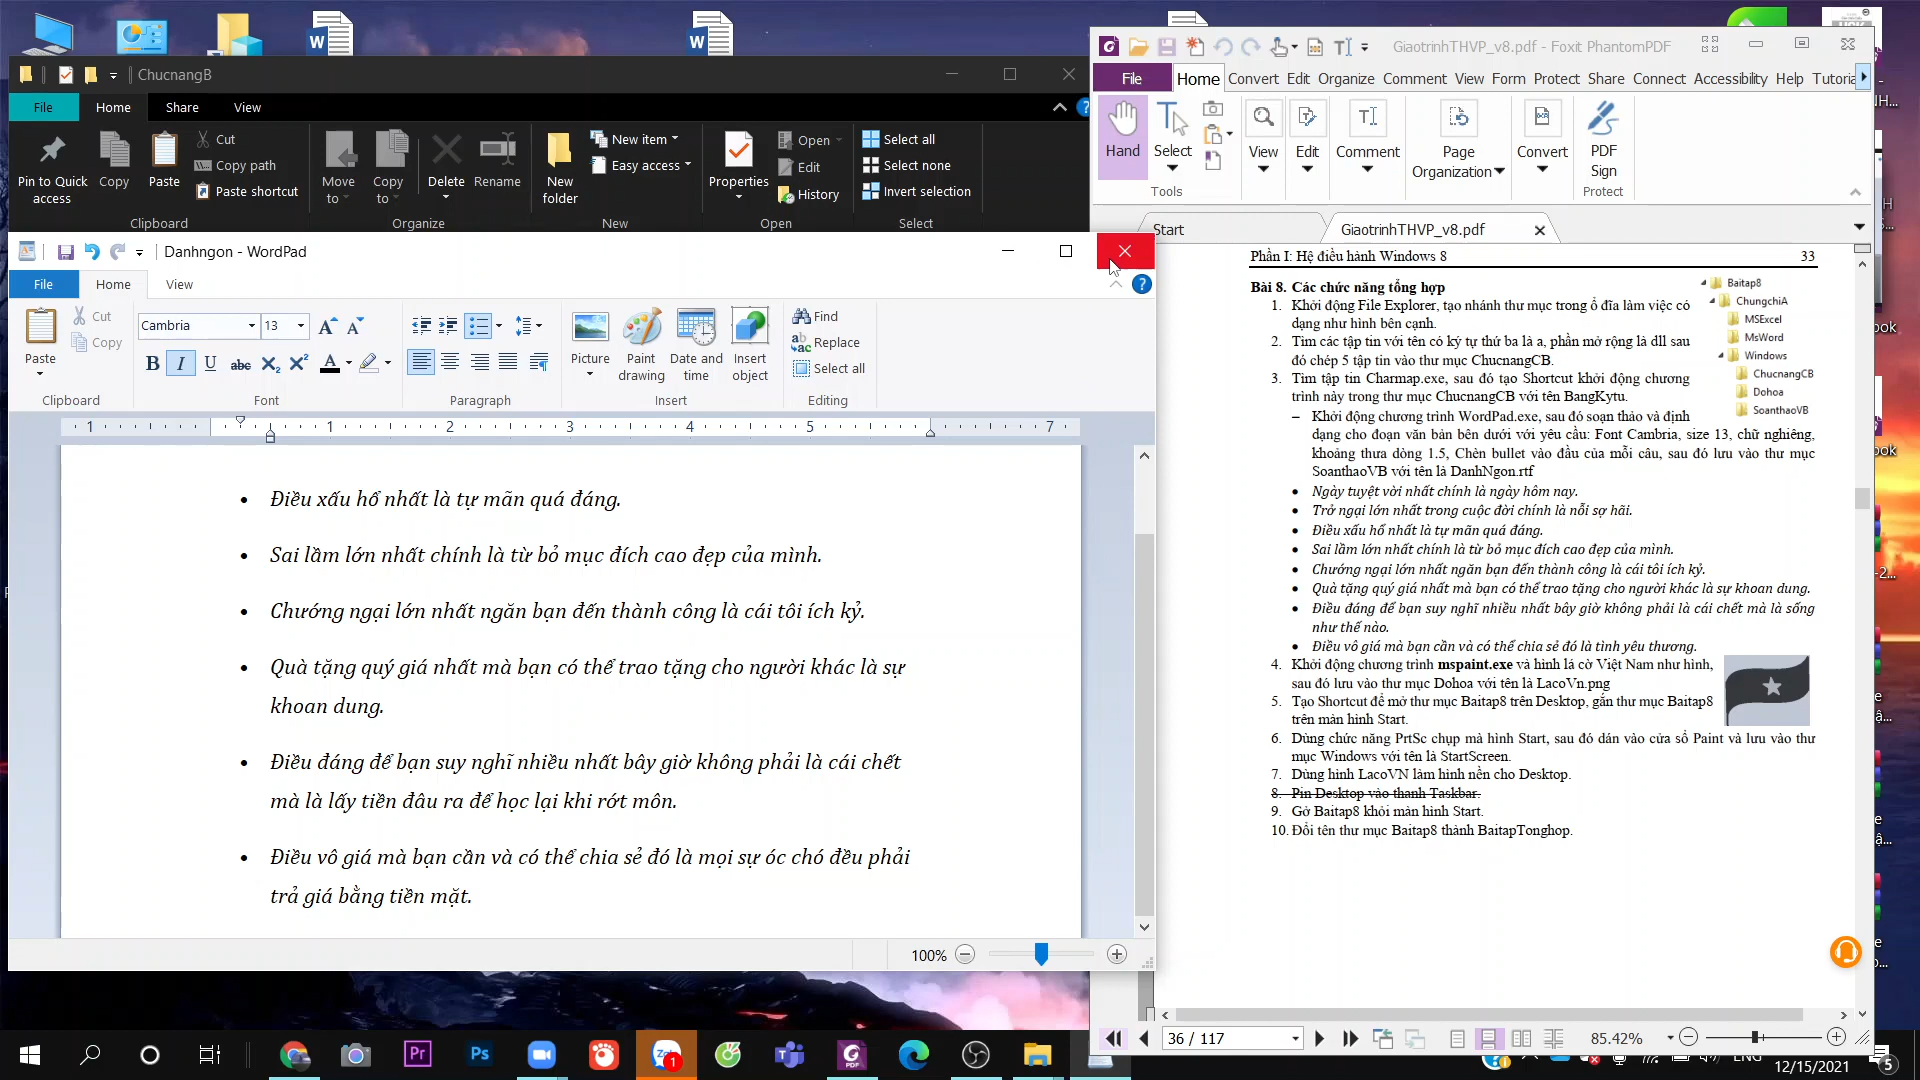 ChucnangB
File Home Share View
Pin to Quick access
Copy
Paste
Cut
Copy path
Paste shortcut
Clipboard
Move to
Copy to
Delete
Rename
Organize
New folder
New item
Easy access
New
Properties
Open
Edit
History
Open
Select all
Select none
Invert selection
Select
Danhngon - WordPad
File Home View
Paste
Cut
Copy
Clipboard
Cambria 13
B I U abc X₂ X² A
Font
Paragraph
Picture
Paint drawing
Date and time
Insert object
Insert
Find
Replace
Select all
Editing
1 1 2 3 4 5 7
• Điều xấu hổ nhất là tự mãn quá đáng.
• Sai lầm lớn nhất chính là từ bỏ mục đích cao đẹp của mình.
• Chướng ngại lớn nhất ngăn bạn đến thành công là cái tôi ích kỷ.
• Quà tặng quý giá nhất mà bạn có thể trao tặng cho người khác là sự
khoan dung.
• Điều đáng để bạn suy nghĩ nhiều nhất bây giờ không phải là cái chết
mà là lấy tiền đâu ra để học lại khi rớt môn.
• Điều vô giá mà bạn cần và có thể chia sẻ đó là mọi sự óc chó đều phải
trả giá bằng tiền mặt.
100%
GiaotrinhTHVP_v8.pdf - Foxit PhantomPDF
File Home Convert Edit Organize Comment View Form Protect Share Connect Accessibility Help Tutoria
Hand
Select
Tools
View
Edit
Comment
Page Organization
Convert
PDF Sign
Protect
Start
GiaotrinhTHVP_v8.pdf
Phần I: Hệ điều hành Windows 8 33
Bài 8. Các chức năng tổng hợp
1. Khởi động File Explorer, tạo nhánh thư mục trong ổ đĩa làm việc có
dạng như hình bên cạnh.
2. Tìm các tập tin với tên có ký tự thứ ba là a, phần mở rộng là dll sau
đó chép 5 tập tin vào thư mục ChucnangCB.
3. Tìm tập tin Charmap.exe, sau đó tạo Shortcut khởi động chương
trình này trong thư mục ChucnangCB với tên BangKytu.
Baitap8
ChungchiA
MSExcel
MsWord
Windows
ChucnangCB
Dohoa
SoanthaoVB
– Khởi động chương trình WordPad.exe, sau đó soạn thảo và định
dạng cho đoạn văn bản bên dưới với yêu cầu: Font Cambria, size 13, chữ nghiêng,
khoảng thưa dòng 1.5, Chèn bullet vào đầu của mỗi câu, sau đó lưu vào thư mục
SoanthaoVB với tên là DanhNgon.rtf
• Ngày tuyệt vời nhất chính là ngày hôm nay.
• Trở ngại lớn nhất trong cuộc đời chính là nỗi sợ hãi.
• Điều xấu hổ nhất là tự mãn quá đáng.
• Sai lầm lớn nhất chính là từ bỏ mục đích cao đẹp của mình.
• Chướng ngại lớn nhất ngăn bạn đến thành công là cái tôi ích kỷ.
• Quà tặng quý giá nhất mà bạn có thể trao tặng cho người khác là sự khoan dung.
• Điều đáng để bạn suy nghĩ nhiều nhất bây giờ không phải là cái chết mà là sống
như thế nào.
• Điều vô giá mà bạn cần và có thể chia sẻ đó là tình yêu thương.
4. Khởi động chương trình mspaint.exe và hình lá cờ Việt Nam như hình,
sau đó lưu vào thư mục Dohoa với tên là LacoVn.png
5. Tạo Shortcut để mở thư mục Baitap8 trên Desktop, gắn thư mục Baitap8
trên màn hình Start.
6. Dùng chức năng PrtSc chụp mà hình Start, sau đó dán vào cửa sổ Paint và lưu vào thư
mục Windows với tên là StartScreen.
7. Dùng hình LacoVN làm hình nền cho Desktop.
8. Pin Desktop vào thanh Taskbar.
9. Gở Baitap8 khỏi màn hình Start.
10. Đổi tên thư mục Baitap8 thành BaitapTonghop.
36 / 117
85.42%
ENG
12/15/2021
5